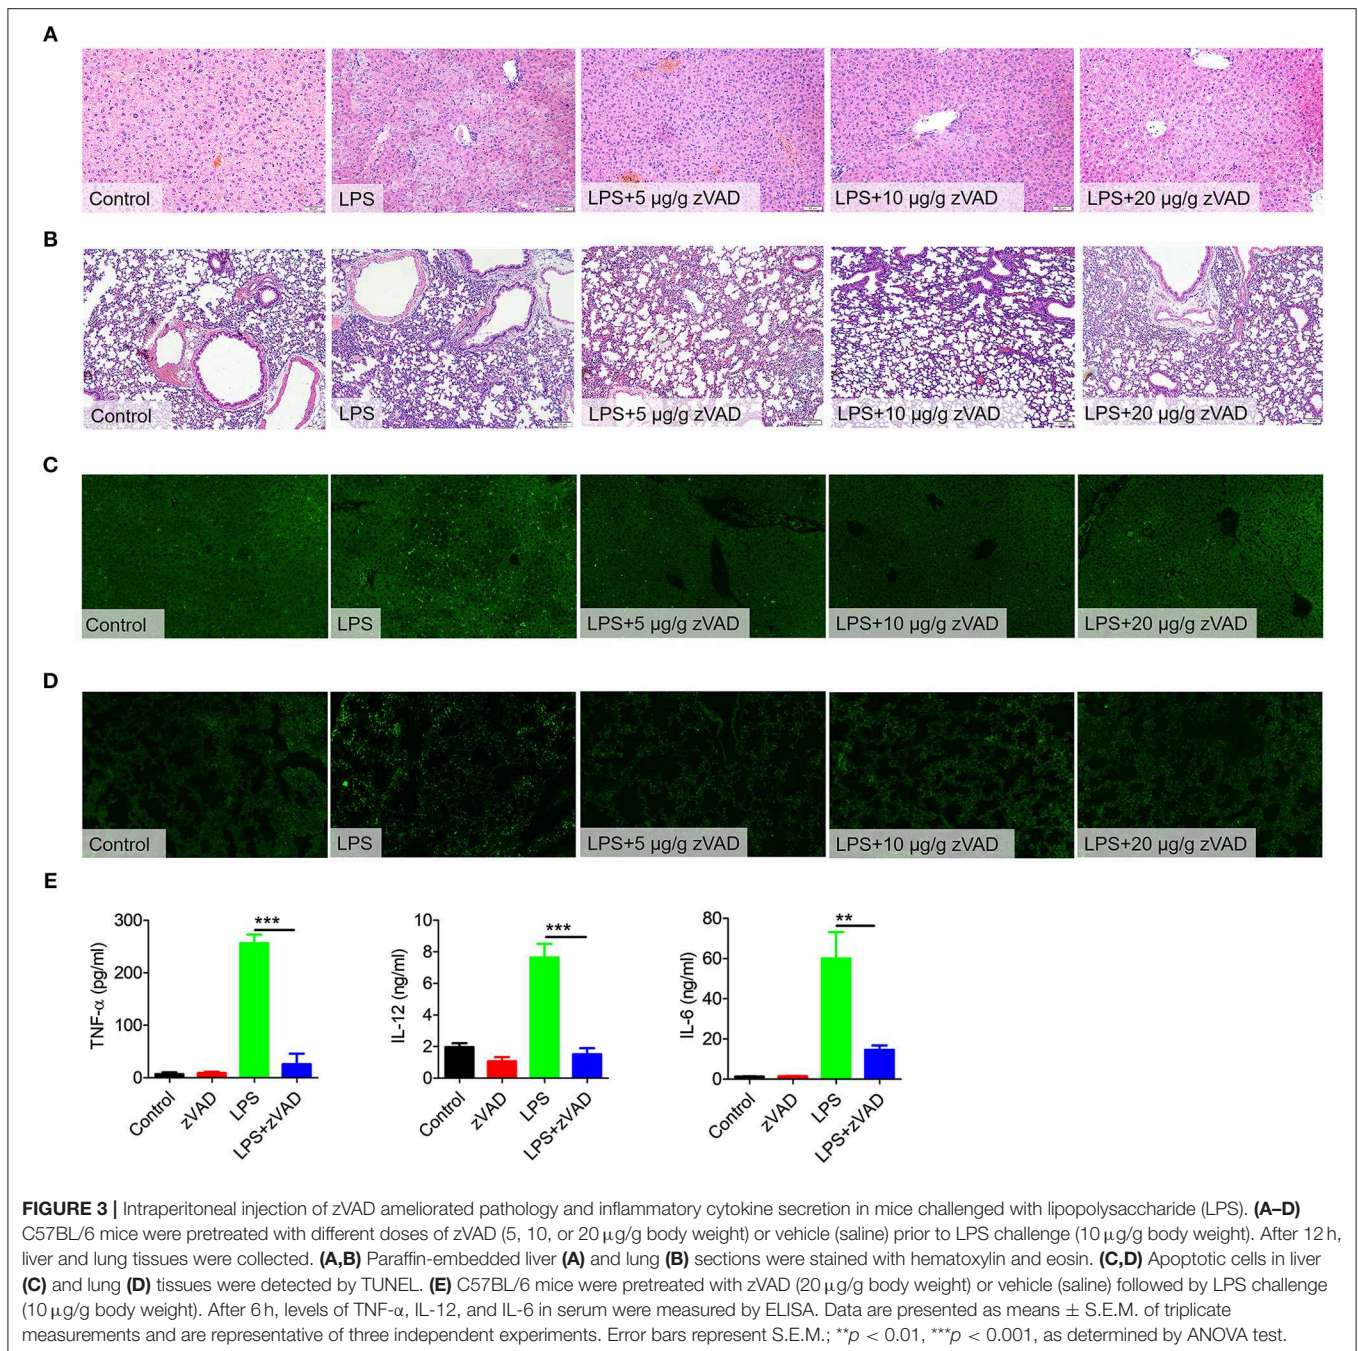 A
Control
LPS
LPS+5 µg/g zVAD
LPS+10 µg/g zVAD
LPS+20 µg/g zVAD
B
Control
LPS
LPS+5 µg/g zVAD
LPS+10 µg/g zVAD
LPS+20 µg/g zVAD
C
Control
LPS
LPS+5 µg/g zVAD
LPS+10 µg/g zVAD
LPS+20 µg/g zVAD
D
Control
LPS
LPS+5 µg/g zVAD
LPS+10 µg/g zVAD
LPS+20 µg/g zVAD
E
TNF-α (pg/ml)
300
200
100
0
***
Control
zVAD
LPS
LPS+zVAD
IL-12 (ng/ml)
10
8
6
4
2
0
***
Control
zVAD
LPS
LPS+zVAD
IL-6 (ng/ml)
80
60
40
20
0
**
Control
zVAD
LPS
LPS+zVAD
FIGURE 3 | Intraperitoneal injection of zVAD ameliorated pathology and inflammatory cytokine secretion in mice challenged with lipopolysaccharide (LPS). (A–D)
C57BL/6 mice were pretreated with different doses of zVAD (5, 10, or 20 µg/g body weight) or vehicle (saline) prior to LPS challenge (10 µg/g body weight). After 12 h,
liver and lung tissues were collected. (A,B) Paraffin-embedded liver (A) and lung (B) sections were stained with hematoxylin and eosin. (C,D) Apoptotic cells in liver
(C) and lung (D) tissues were detected by TUNEL. (E) C57BL/6 mice were pretreated with zVAD (20 µg/g body weight) or vehicle (saline) followed by LPS challenge
(10 µg/g body weight). After 6 h, levels of TNF-α, IL-12, and IL-6 in serum were measured by ELISA. Data are presented as means ± S.E.M. of triplicate
measurements and are representative of three independent experiments. Error bars represent S.E.M.; **p < 0.01, ***p < 0.001, as determined by ANOVA test.